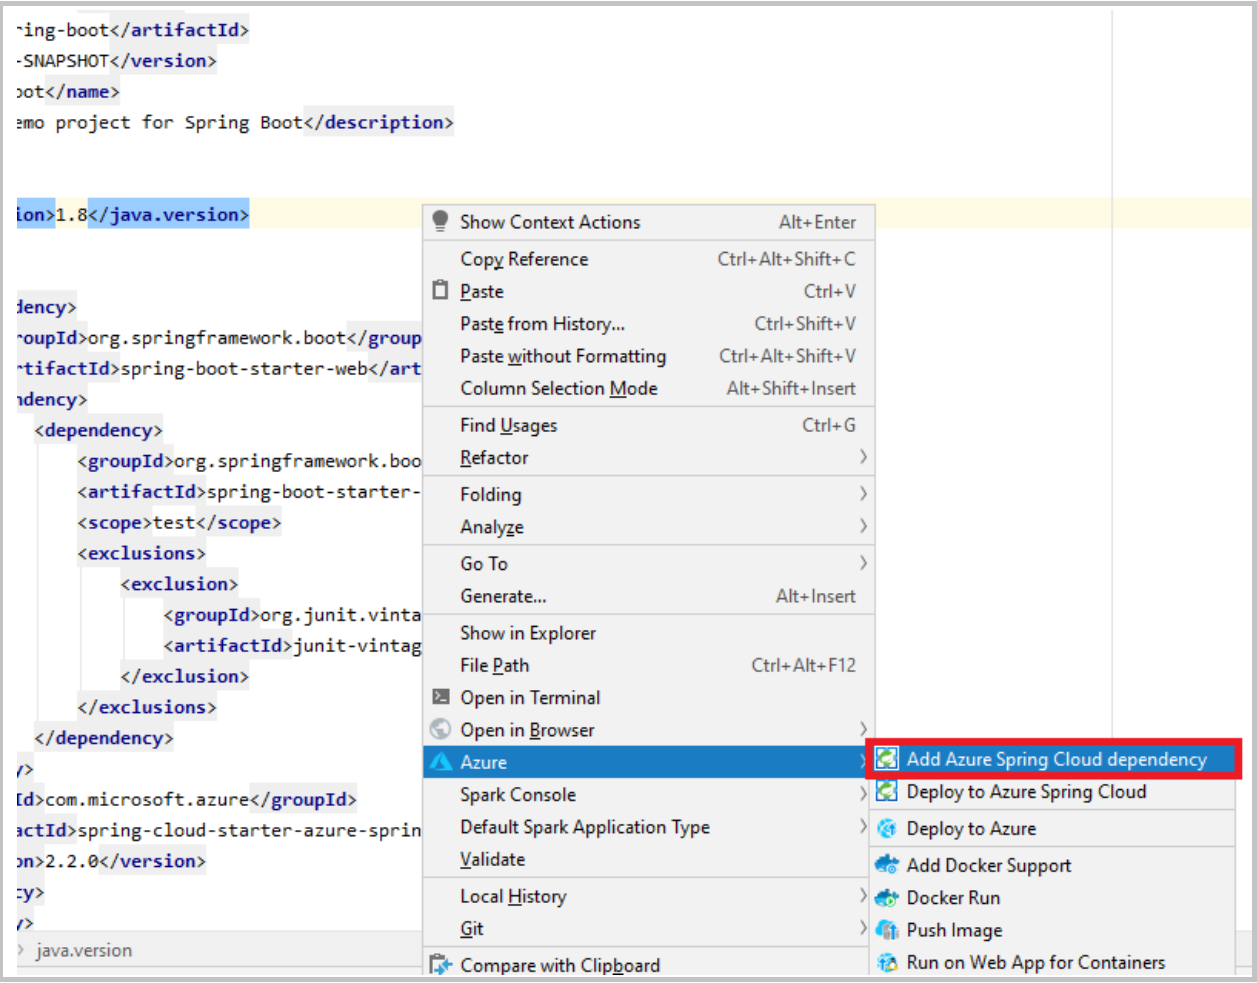 ring-boot</artifactId>
-SNAPSHOT</version>
oot</name>
emo project for Spring Boot</description>
ion>1.8</java.version>
dency>
roupId>org.springframework.boot</group
rtifactId>spring-boot-starter-web</art
ndency>
<dependency>
<groupId>org.springframework.boo
<artifactId>spring-boot-starter-
<scope>test</scope>
<exclusions>
<exclusion>
<groupId>org.junit.vinta
<artifactId>junit-vintag
</exclusion>
</exclusions>
</dependency>
y>
Id>com.microsoft.azure</groupId>
actId>spring-cloud-starter-azure-sprin
on>2.2.0</version>
cy>
y>
java.version
Show Context Actions Alt+Enter
Copy Reference Ctrl+Alt+Shift+C
Paste Ctrl+V
Paste from History... Ctrl+Shift+V
Paste without Formatting Ctrl+Alt+Shift+V
Column Selection Mode Alt+Shift+Insert
Find Usages Ctrl+G
Refactor
Folding
Analyze
Go To
Generate... Alt+Insert
Show in Explorer
File Path Ctrl+Alt+F12
Open in Terminal
Open in Browser
Azure
Spark Console
Default Spark Application Type
Validate
Local History
Git
Compare with Clipboard
Add Azure Spring Cloud dependency
Deploy to Azure Spring Cloud
Deploy to Azure
Add Docker Support
Docker Run
Push Image
Run on Web App for Containers